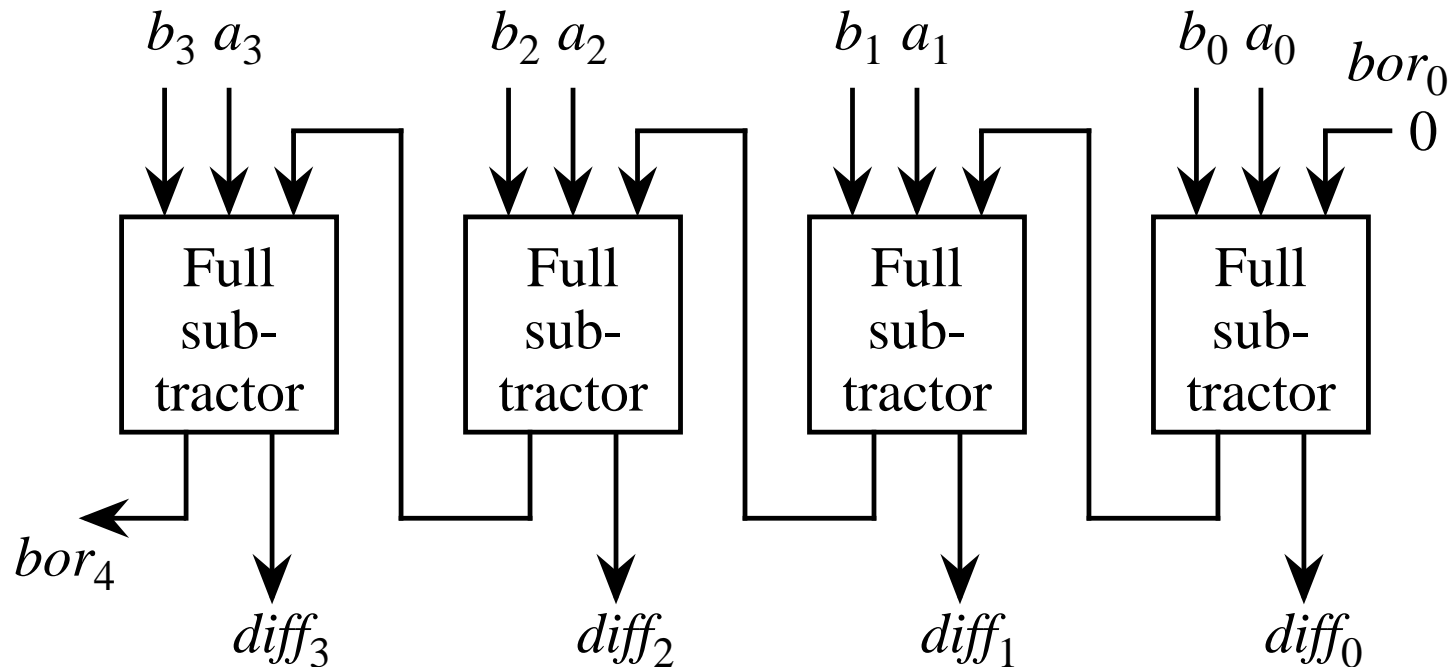 b₃ a₃ b₂ a₂ b₁ a₁ b₀ a₀ bor₀
0
Full sub-tractor
Full sub-tractor
Full sub-tractor
Full sub-tractor
bor₄
diff₃ diff₂ diff₁ diff₀